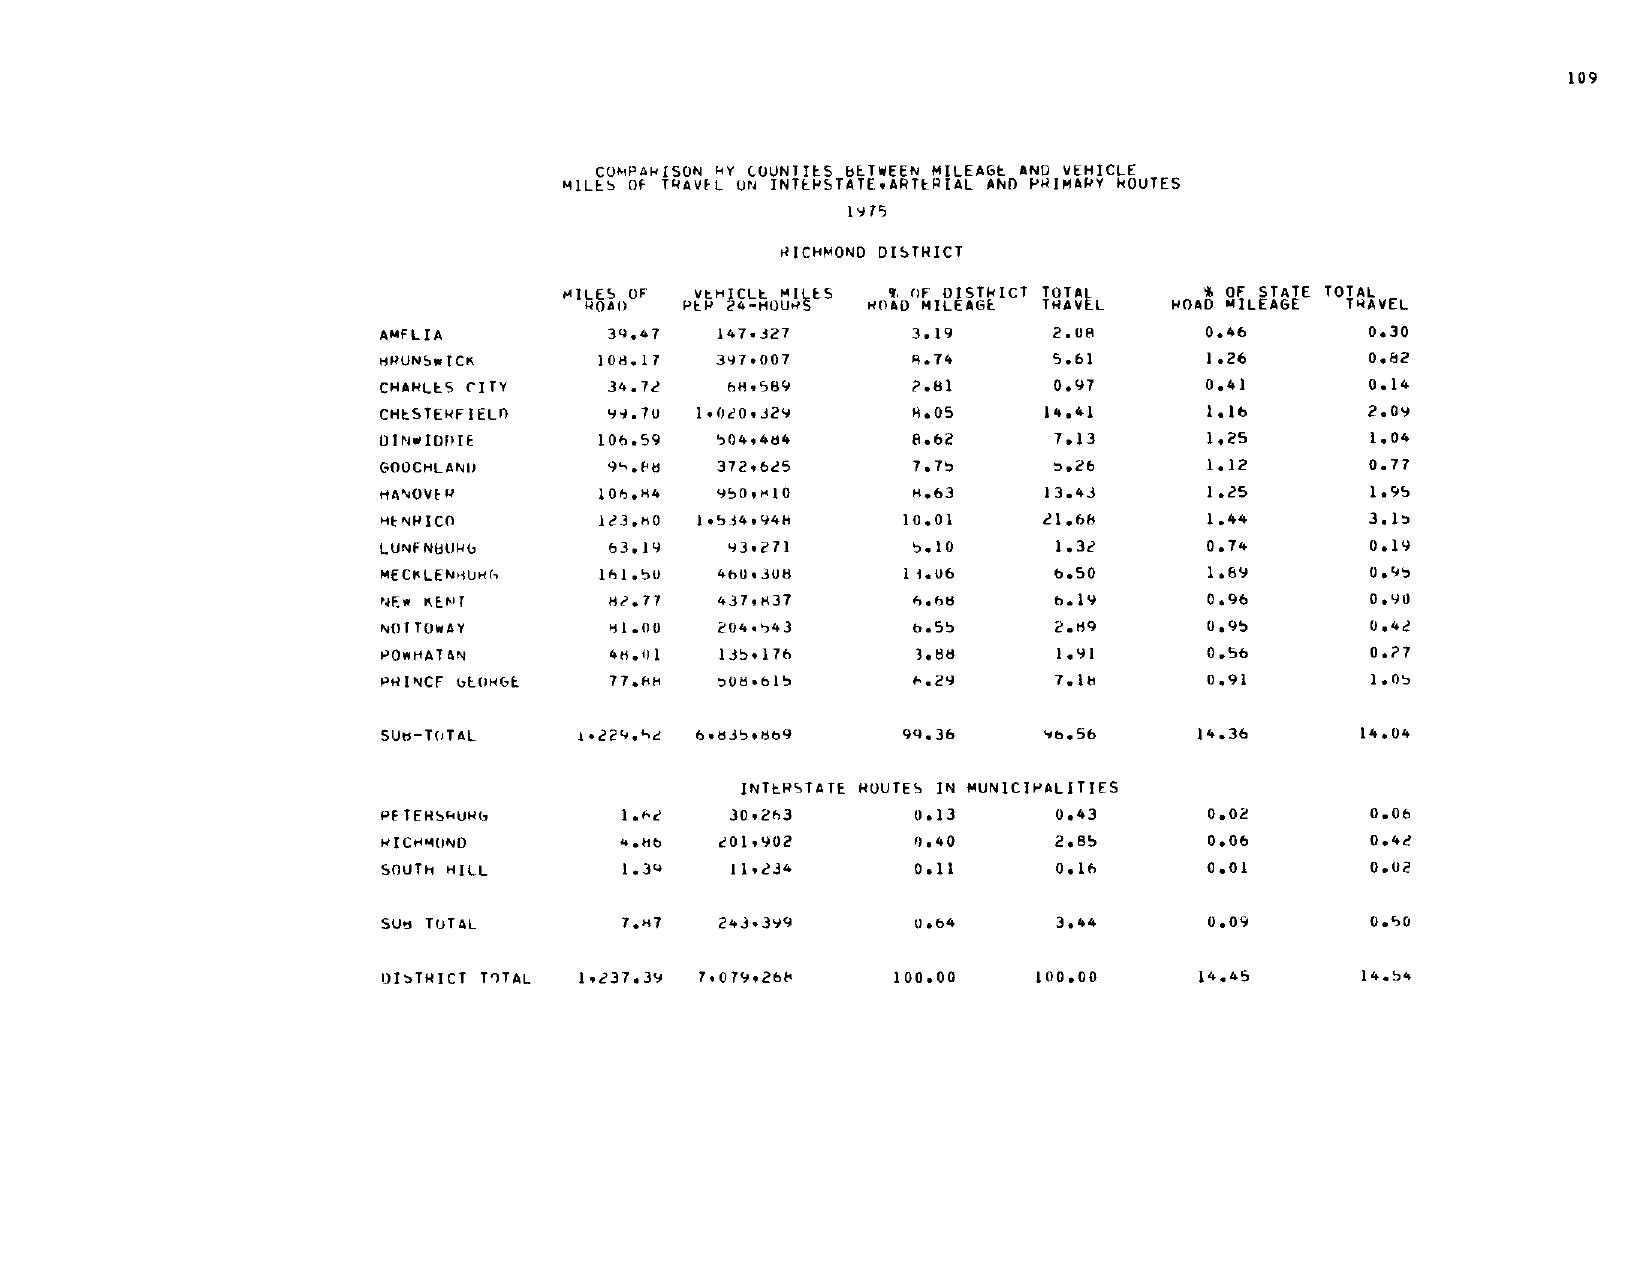 109
COMPARISON BY COUNTIES BETWEEN MILEAGE AND VEHICLE
MILES OF TRAVEL ON INTERSTATE,ARTERIAL AND PRIMARY ROUTES
1975
RICHMOND DISTRICT
MILES OF VEHICLE MILES % OF DISTRICT TOTAL % OF STATE TOTAL
ROAD PER 24-HOURS ROAD MILEAGE TRAVEL ROAD MILEAGE TRAVEL
AMELIA 39.47 147,327 3.19 2.08 0.46 0.30
BRUNSWICK 108.17 397,007 8.74 5.61 1.26 0.82
CHARLES CITY 34.72 68,589 2.81 0.97 0.41 0.14
CHESTERFIELD 99.70 1,020,329 8.05 14.41 1.16 2.09
DINWIDDIE 106.59 504,484 8.62 7.13 1.25 1.04
GOOCHLAND 95.88 372,625 7.75 5.26 1.12 0.77
HANOVER 106.84 950,810 8.63 13.43 1.25 1.95
HENRICO 123.80 1,534,948 10.01 21.68 1.44 3.15
LUNENBURG 63.19 93,271 5.10 1.32 0.74 0.19
MECKLENBURG 161.50 460,308 13.06 6.50 1.89 0.95
NEW KENT 82.77 437,837 6.68 6.19 0.96 0.90
NOTTOWAY 81.00 204,543 6.55 2.89 0.95 0.42
POWHATAN 48.01 135,176 3.88 1.91 0.56 0.27
PRINCE GEORGE 77.88 508,615 6.29 7.18 0.91 1.05
SUB-TOTAL 1,229.52 6,835,869 99.36 96.56 14.36 14.04
INTERSTATE ROUTES IN MUNICIPALITIES
PETERSBURG 1.62 30,263 0.13 0.43 0.02 0.06
RICHMOND 4.86 201,902 0.40 2.85 0.06 0.42
SOUTH HILL 1.39 11,234 0.11 0.16 0.01 0.02
SUB TOTAL 7.87 243,399 0.64 3.44 0.09 0.50
DISTRICT TOTAL 1,237.39 7,079,268 100.00 100.00 14.45 14.54